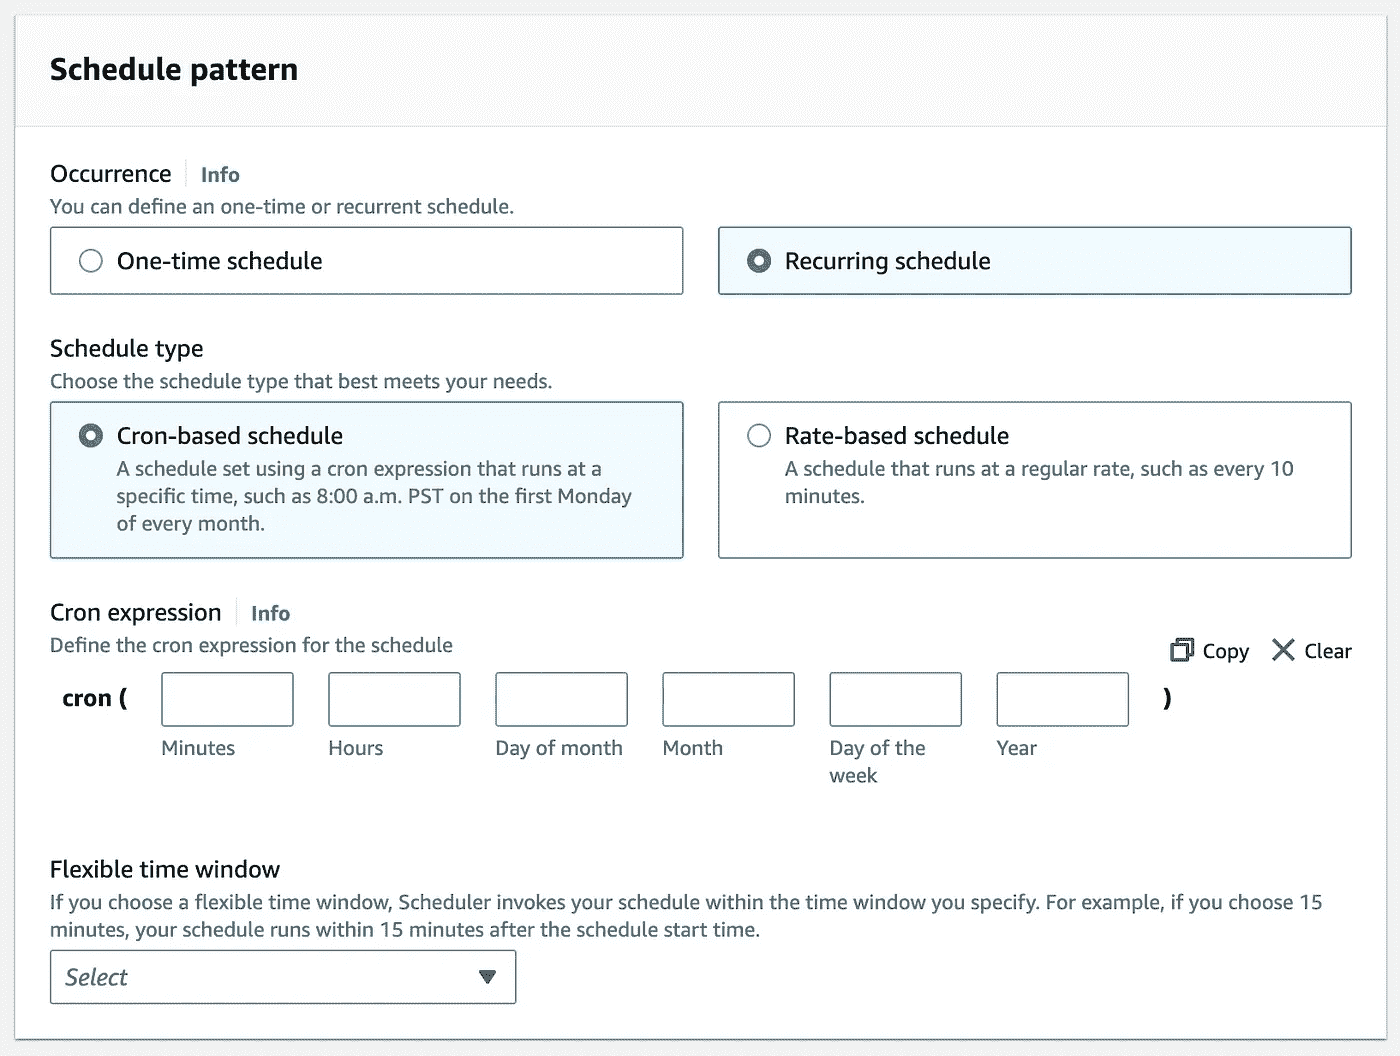 Schedule pattern
Occurrence Info
You can define an one-time or recurrent schedule.
One-time schedule
Recurring schedule
Schedule type
Choose the schedule type that best meets your needs.
Cron-based schedule
A schedule set using a cron expression that runs at a
specific time, such as 8:00 a.m. PST on the first Monday
of every month.
Rate-based schedule
A schedule that runs at a regular rate, such as every 10
minutes.
Cron expression Info
Define the cron expression for the schedule
Copy Clear
cron ( )
Minutes
Hours
Day of month
Month
Day of the
week
Year
Flexible time window
If you choose a flexible time window, Scheduler invokes your schedule within the time window you specify. For example, if you choose 15
minutes, your schedule runs within 15 minutes after the schedule start time.
Select